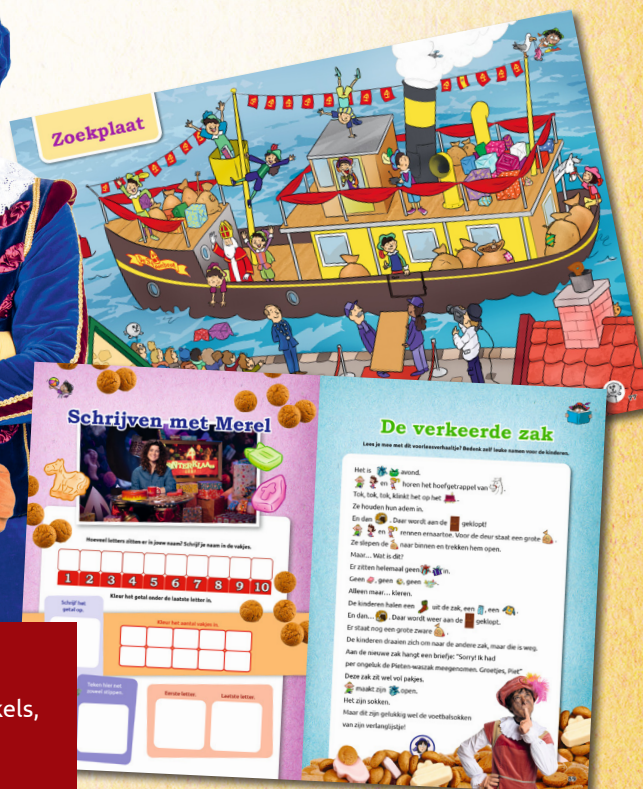 Zoekplaat
Schrijven met Merel
Hoeveel letters zitten er in jouw naam? Schrijf je naam in de vakjes.
1 2 3 4 5 6 7 8 9 10
Kleur het getal onder de laatste letter in.
Schrijf het
getal op.
Kleur het aantal vakjes in.
Teken hier net
zoveel stippen.
Eerste letter.
Laatste letter.
kels,
De verkeerde zak
Lees je mee met dit voorleesverhaaltje? Bedenk zelf leuke namen voor de kinderen.
Het is avond.
en horen het hoefgetrappel van
Tok, tok, tok, klinkt het op het
Ze houden hun adem in.
En dan . Daar wordt aan de geklopt!
en rennen ernaartoe. Voor de deur staat een grote
Ze slepen de naar binnen en trekken hem open.
Maar... Wat is dit?
Er zitten helemaal geen in.
Geen , geen , geen
Alleen maar... kleren.
De kinderen halen een uit de zak, een , een
En dan... . Daar wordt weer aan de geklopt.
Er staat nog een grote zware
De kinderen draaien zich om naar de andere zak, maar die is weg.
Aan de nieuwe zak hangt een briefje: "Sorry! Ik had
per ongeluk de Pieten-waszak meegenomen. Groetjes, Piet"
Deze zak zit wel vol pakjes.
maakt zijn open.
Het zijn sokken.
Maar dit zijn gelukkig wel de voetbalsokken
van zijn verlanglijstje!